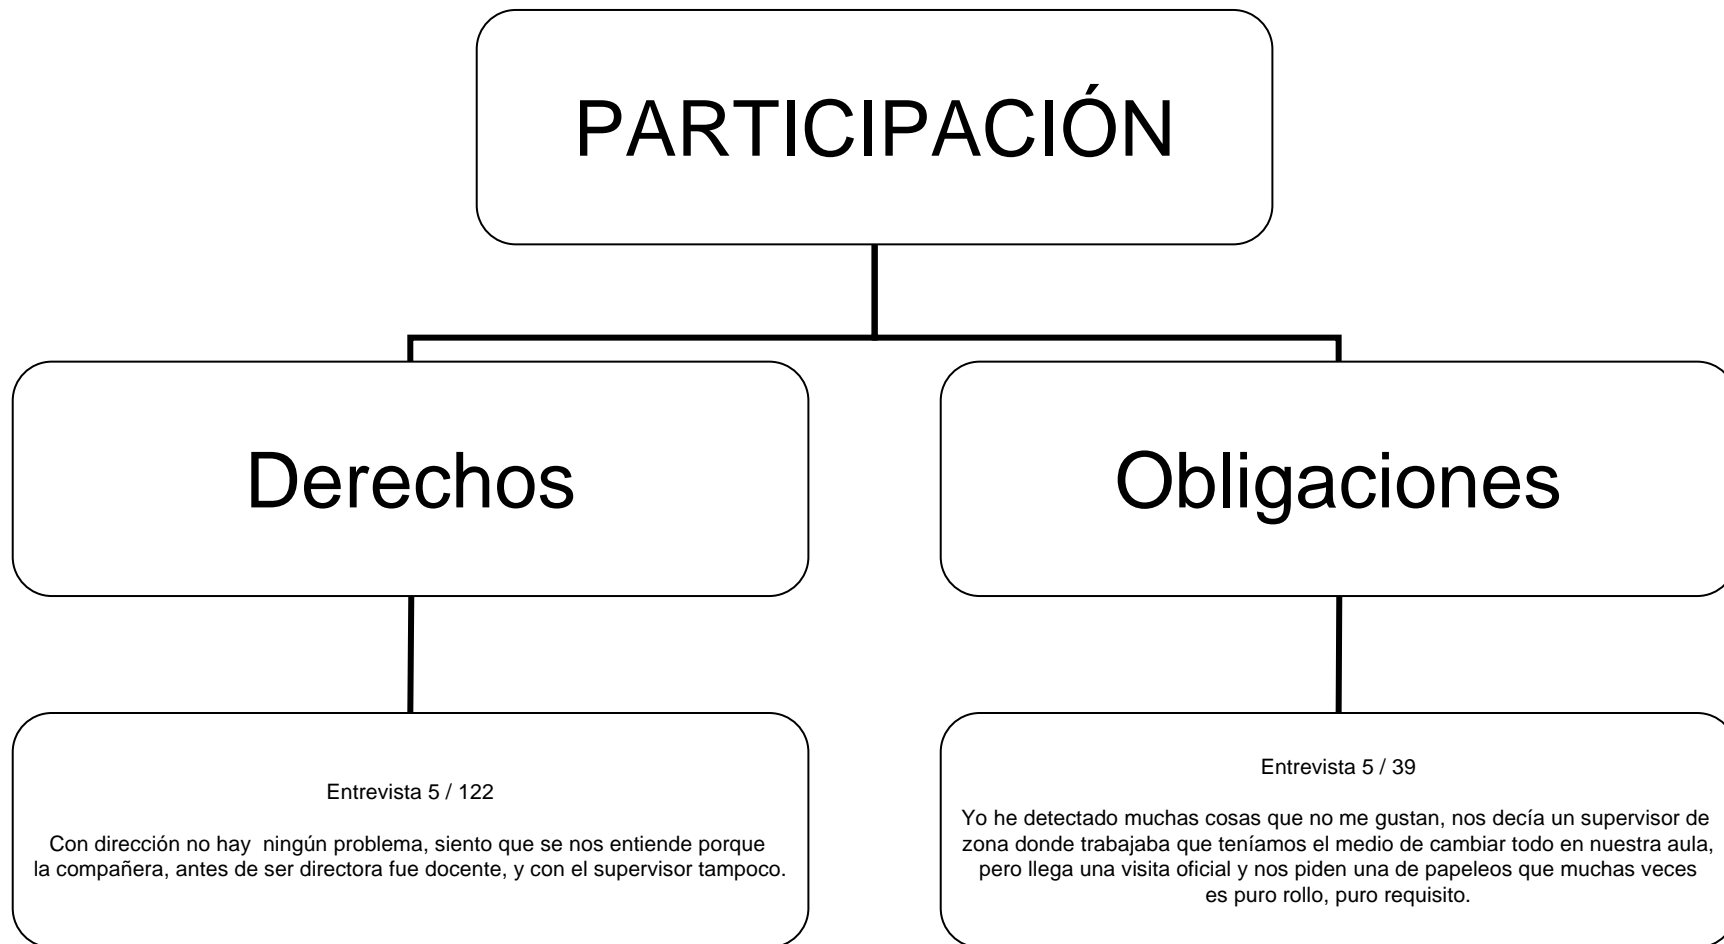 PARTICIPACIÓN
Derechos
Obligaciones
Entrevista 5 / 122
Con dirección no hay  ningún problema, siento que se nos entiende porque
la compañera, antes de ser directora fue docente, y con el supervisor tampoco.
Entrevista 5 / 39
Yo he detectado muchas cosas que no me gustan, nos decía un supervisor de
zona donde trabajaba que teníamos el medio de cambiar todo en nuestra aula,
pero llega una visita oficial y nos piden una de papeleos que muchas veces
es puro rollo, puro requisito.